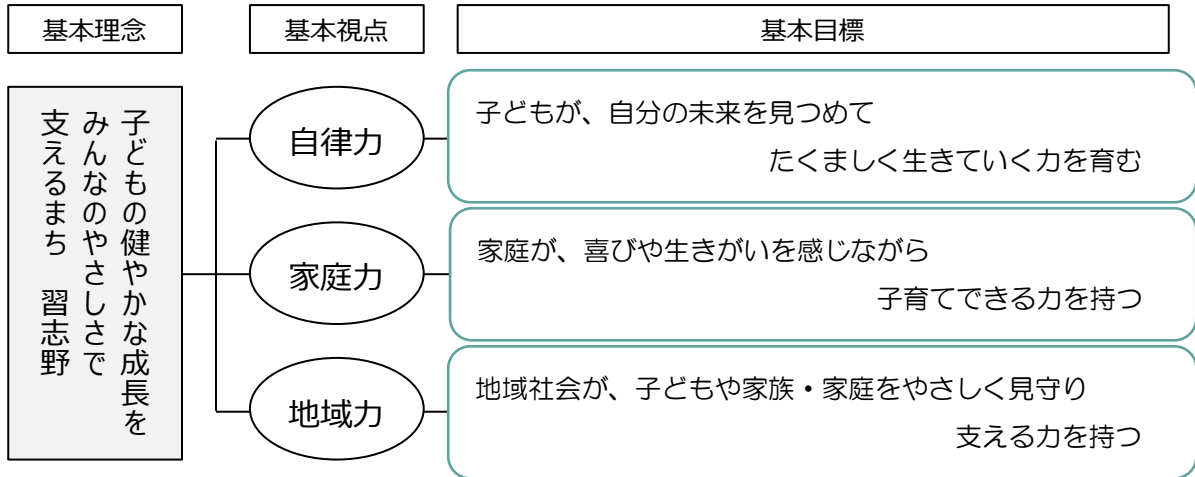 基本理念
基本視点
基本目標
子どもの健やかな成長を
みんなのやさしさで
支えるまち 習志野
自律力
子どもが、自分の未来を見つめて
たくましく生きていく力を育む
家庭力
家庭が、喜びや生きがいを感じながら
子育てできる力を持つ
地域力
地域社会が、子どもや家族・家庭をやさしく見守り
支える力を持つ